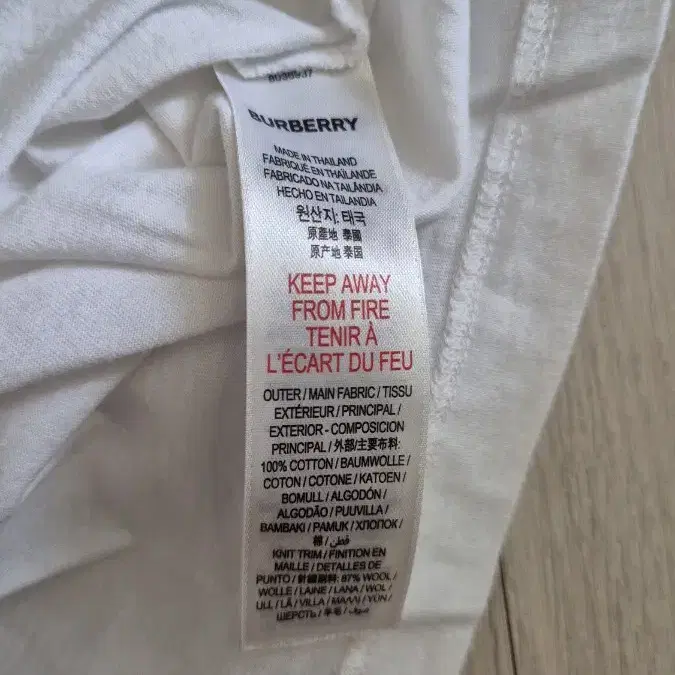 BURBERRY
MADE IN THAILAND
FABRIQUÉ EN THAÏLANDE
FABRICADO NA TAILÂNDIA
HECHO EN TAILANDIA
원산지: 태국
原產地 泰國
原产地 泰国
KEEP AWAY
FROM FIRE
TENIR À
L'ÉCART DU FEU
OUTER / MAIN FABRIC / TISSU
EXTÉRIEUR / PRINCIPAL /
EXTERIOR - COMPOSICION
PRINCIPAL / 外部/主要布料:
100% COTTON / BAUMWOLLE /
COTON / COTONE / KATOEN /
BOMULL / ALGODÓN /
ALGODÃO / PUUVILLA /
BAMBAKI / PAMUK / ХЛОПОК /
棉 / قطن
KNIT TRIM / FINITION EN
MAILLE / DETALLES DE
PUNTO / 針織副料: 87% WOOL /
WOLLE / LAINE / LANA / WOL /
ULL / LÃ / VILLA / ΜΑΛΛΙ / YÜN /
ШЕРСТЬ / 羊毛 / صوف